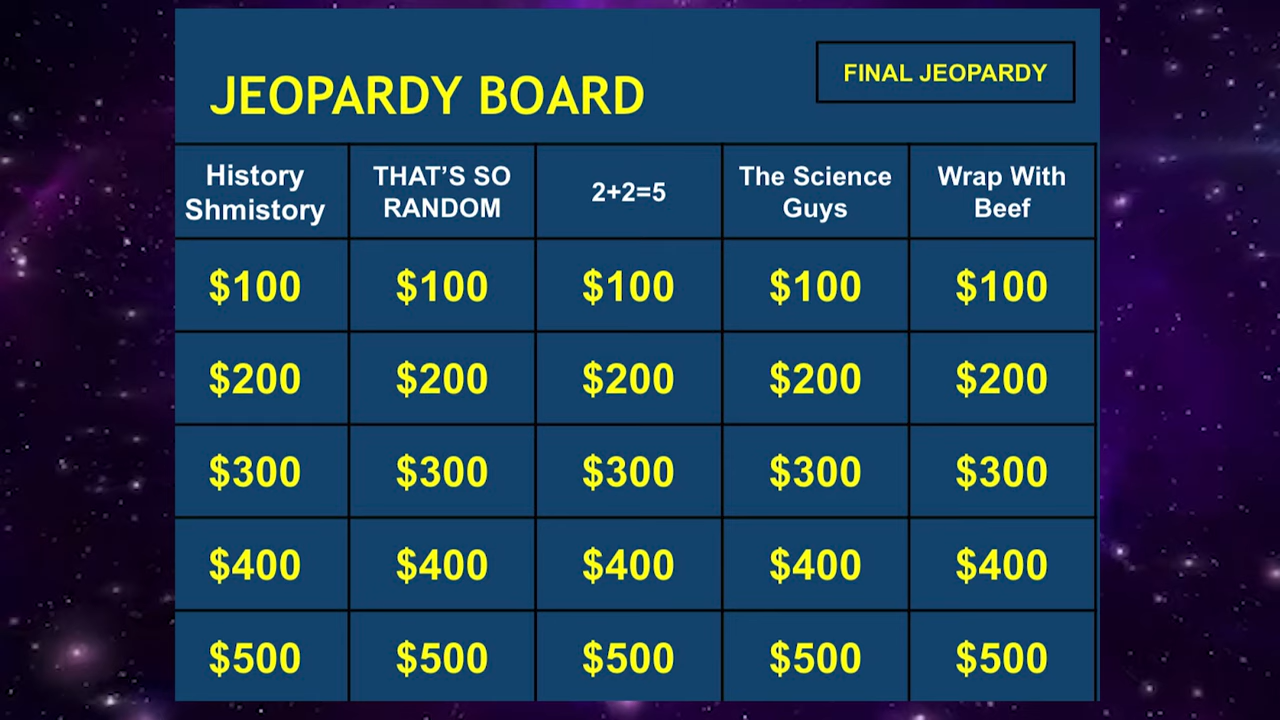 FINAL JEOPARDY
JEOPARDY BOARD
History
Shmistory
THAT'S SO
RANDOM
2+2=5
The Science
Guys
Wrap With
Beef
$100 $100 $100 $100 $100
$200 $200 $200 $200 $200
$300 $300 $300 $300 $300
$400 $400 $400 $400 $400
$500 $500 $500 $500 $500